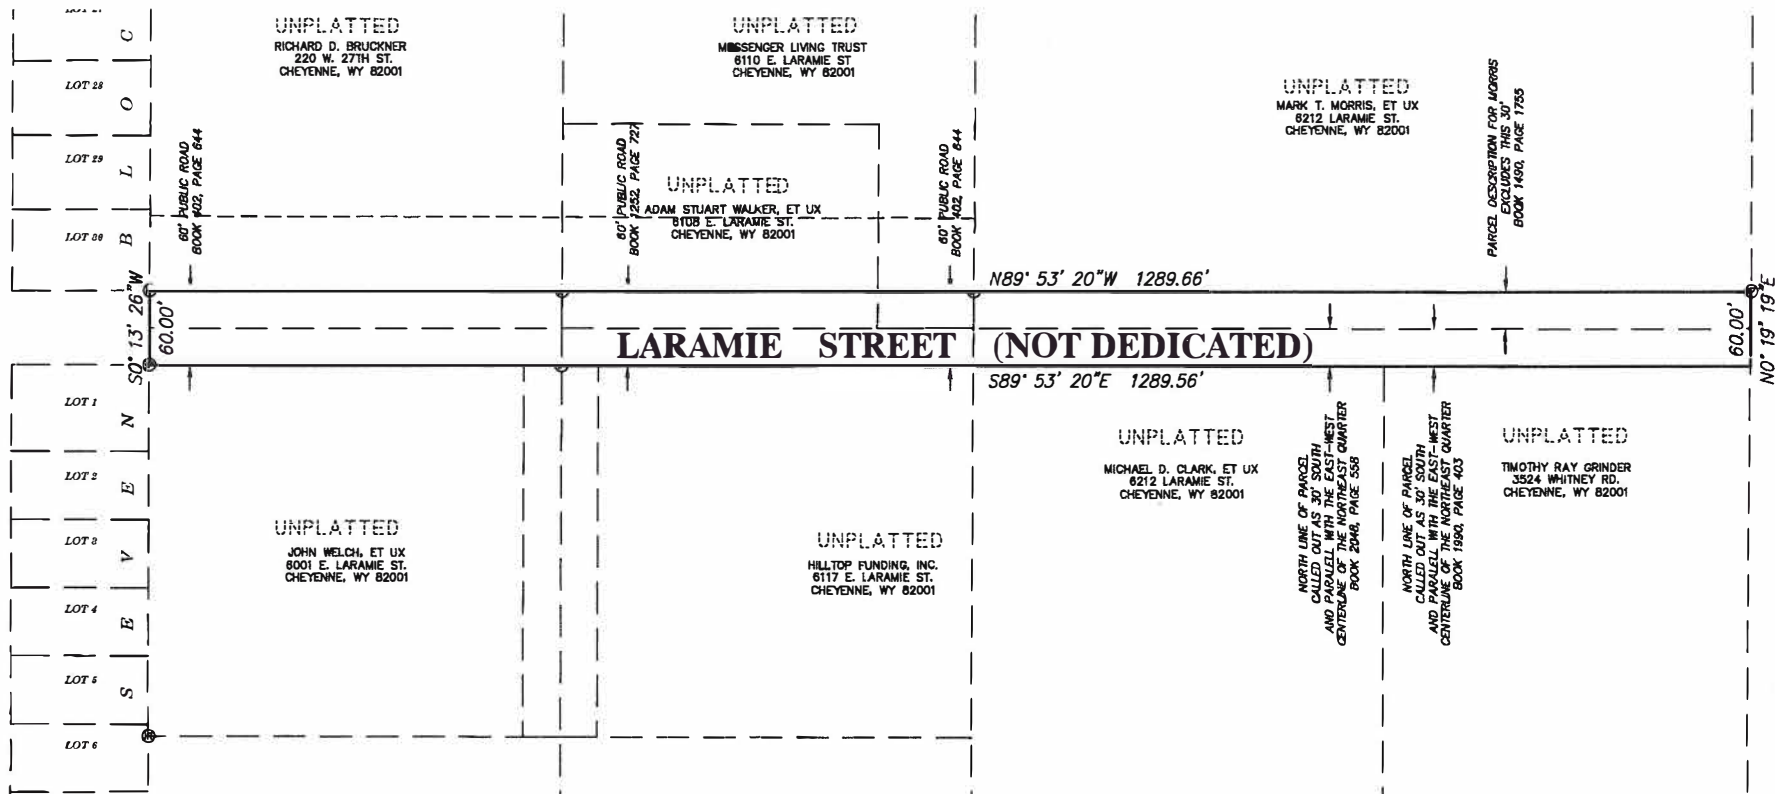 UNPLATTED
RICHARD D. BRUCKNER
220 W. 27TH ST.
CHEYENNE, WY 82001
UNPLATTED
MESSENGER LIVING TRUST
6110 E. LARAMIE ST
CHEYENNE, WY 82001
UNPLATTED
MARK T. MORRIS, ET UX
6212 LARAMIE ST.
CHEYENNE, WY 82001
PARCEL DESCRIPTION FOR MORRIS
EXCLUDES THIS 30'
BOOK 1490, PAGE 1755
LOT 28
LOT 29
LOT 30
B L O C
60' PUBLIC ROAD
BOOK 402, PAGE 644
60' PUBLIC ROAD
BOOK 1252, PAGE 727
UNPLATTED
ADAM STUART WALKER, ET UX
6108 E. LARAMIE ST.
CHEYENNE, WY 82001
60' PUBLIC ROAD
BOOK 402, PAGE 644
N89° 53' 20"W 1289.66'
S0° 13' 26"W
60.00'
LARAMIE STREET (NOT DEDICATED)
60.00'
N0° 19' 19"E
S89° 53' 20"E 1289.56'
LOT 1
LOT 2
LOT 3
LOT 4
LOT 5
LOT 6
S E V E N
UNPLATTED
JOHN WELCH, ET UX
6001 E. LARAMIE ST.
CHEYENNE, WY 82001
UNPLATTED
HILLTOP FUNDING, INC.
6117 E. LARAMIE ST.
CHEYENNE, WY 82001
UNPLATTED
MICHAEL D. CLARK, ET UX
6212 LARAMIE ST.
CHEYENNE, WY 82001
NORTH LINE OF PARCEL
CALLED OUT AS 30' SOUTH
AND PARALELL WITH THE EAST-WEST
CENTERLINE OF THE NORTHEAST QUARTER
BOOK 2048, PAGE 558
NORTH LINE OF PARCEL
CALLED OUT AS 30' SOUTH
AND PARALELL WITH THE EAST-WEST
CENTERLINE OF THE NORTHEAST QUARTER
BOOK 1990, PAGE 403
UNPLATTED
TIMOTHY RAY GRINDER
3524 WHITNEY RD.
CHEYENNE, WY 82001